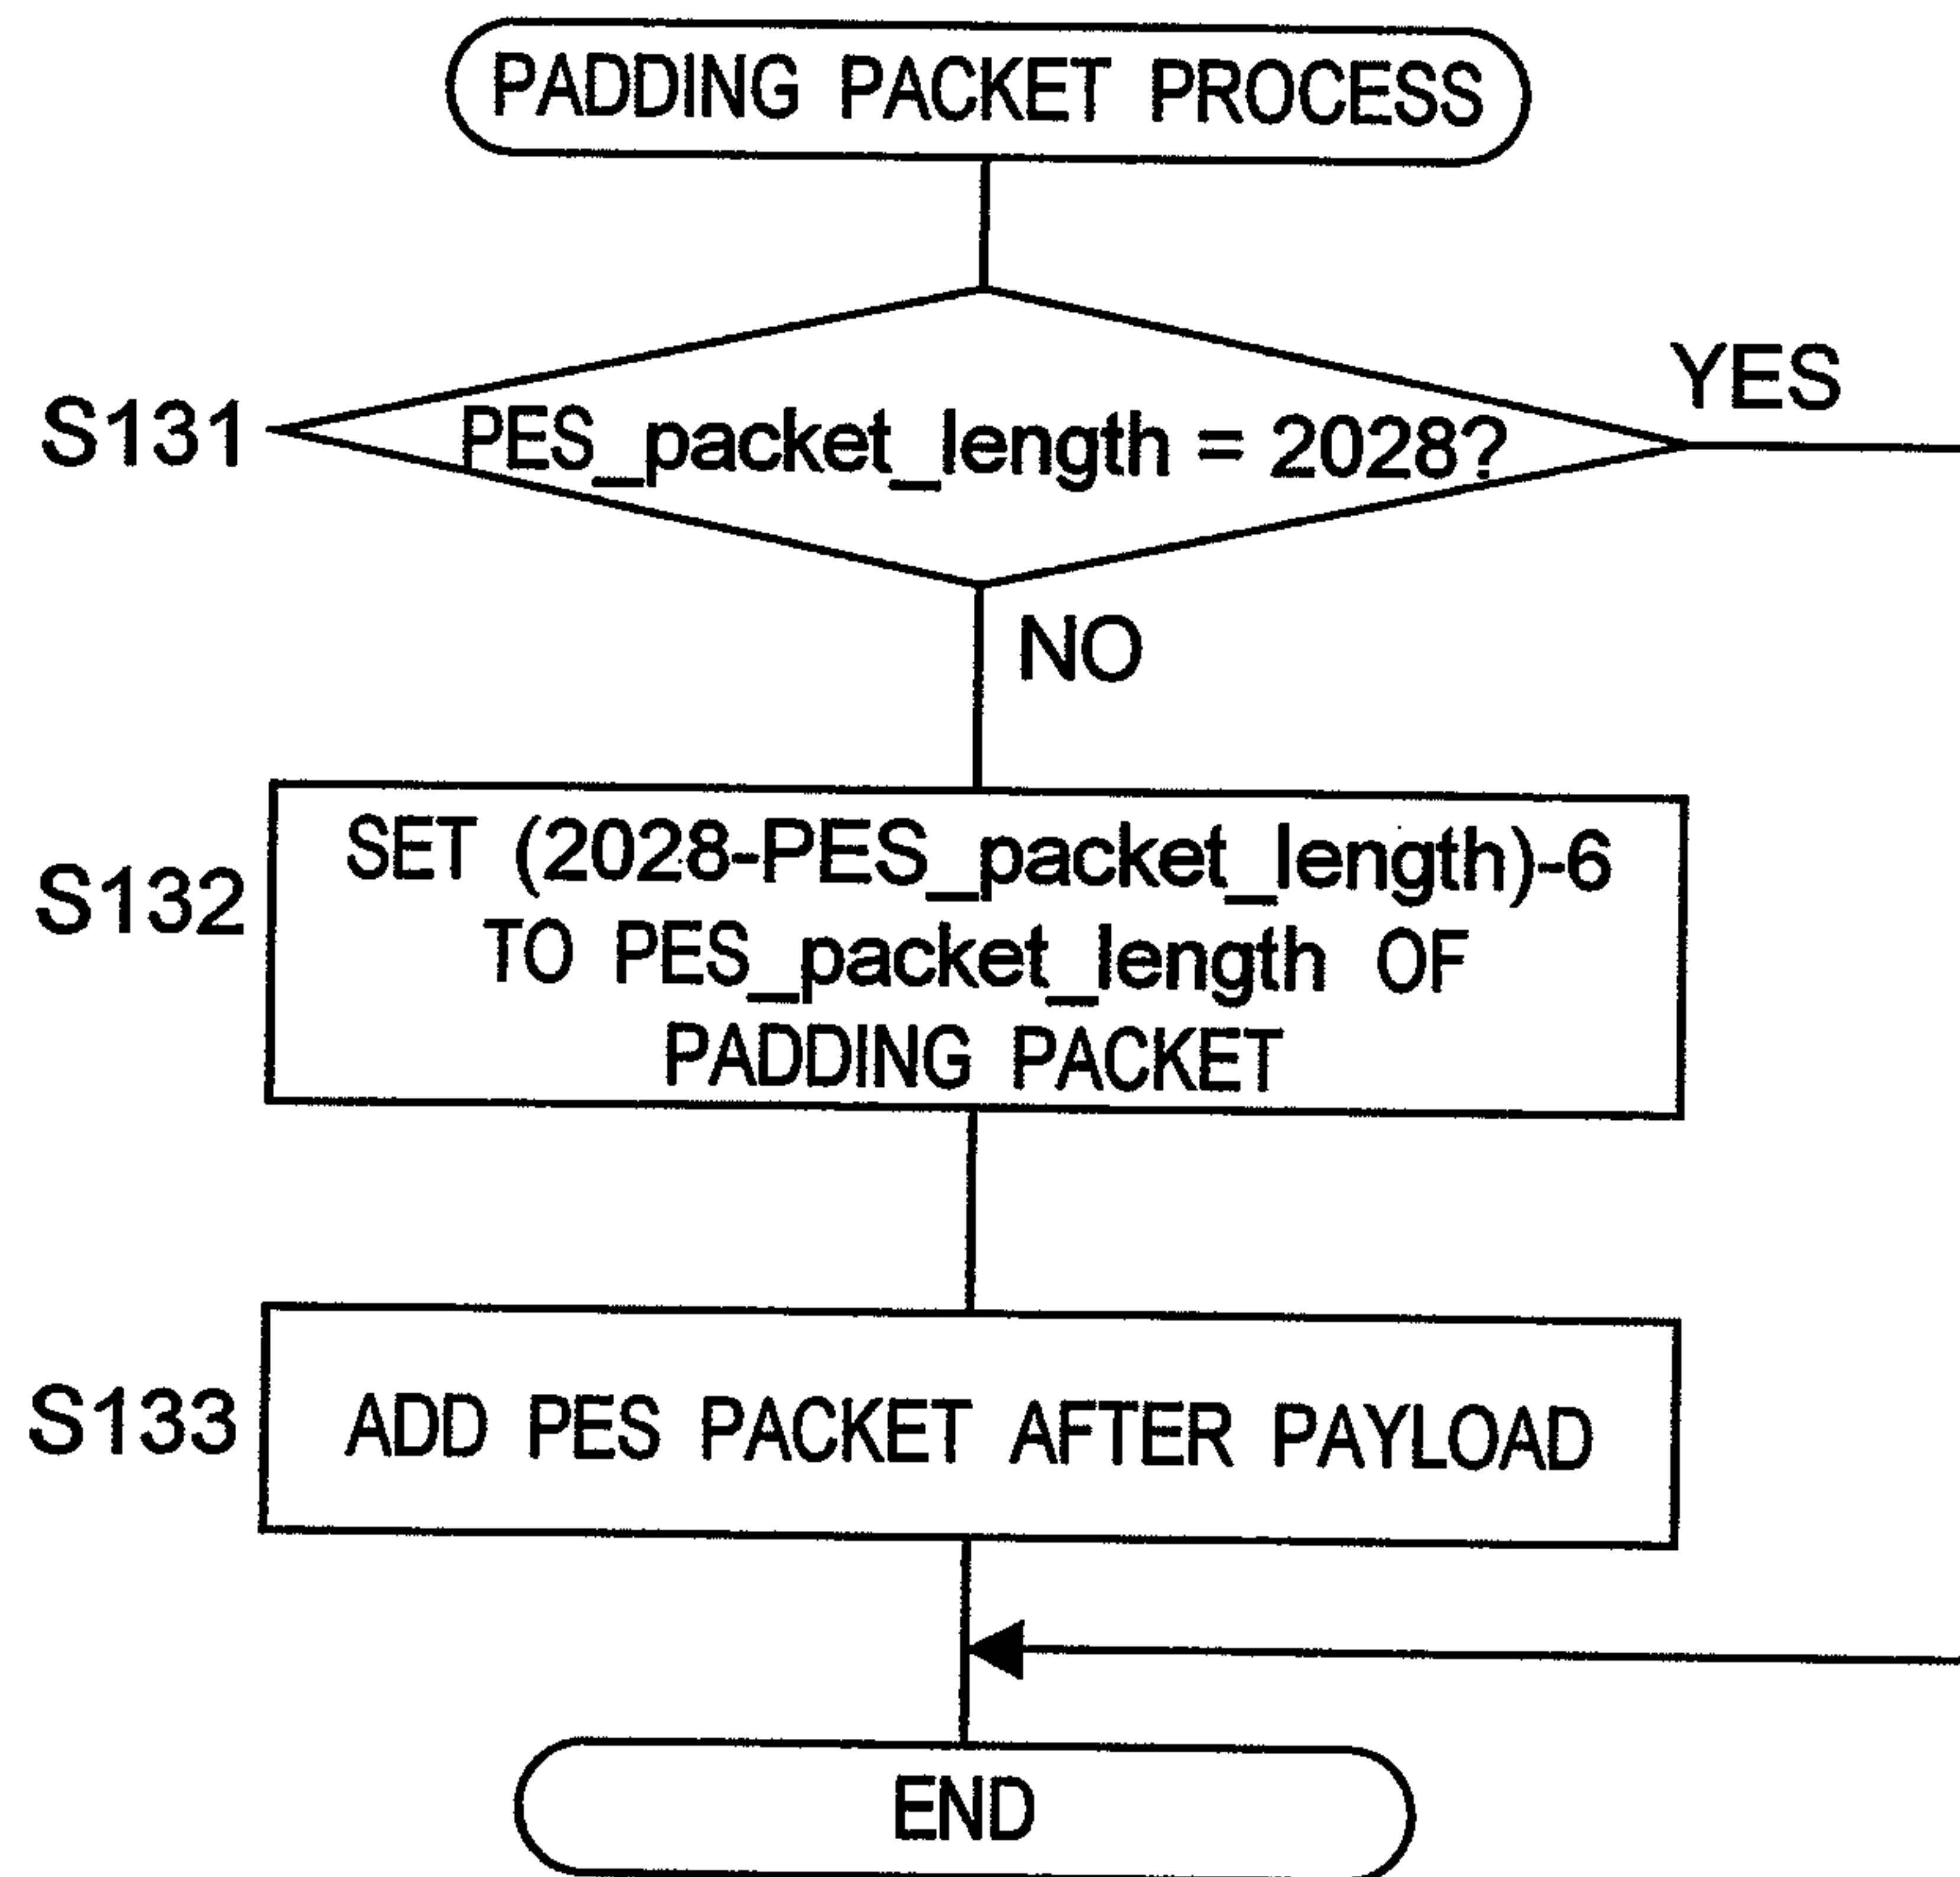 PADDING PACKET PROCESS
YES
S131
PES_packet_length = 2028?
NO
S132
SET (2028-PES_packet_length)-6
TO PES_packet_length OF
PADDING PACKET
S133
ADD PES PACKET AFTER PAYLOAD
END